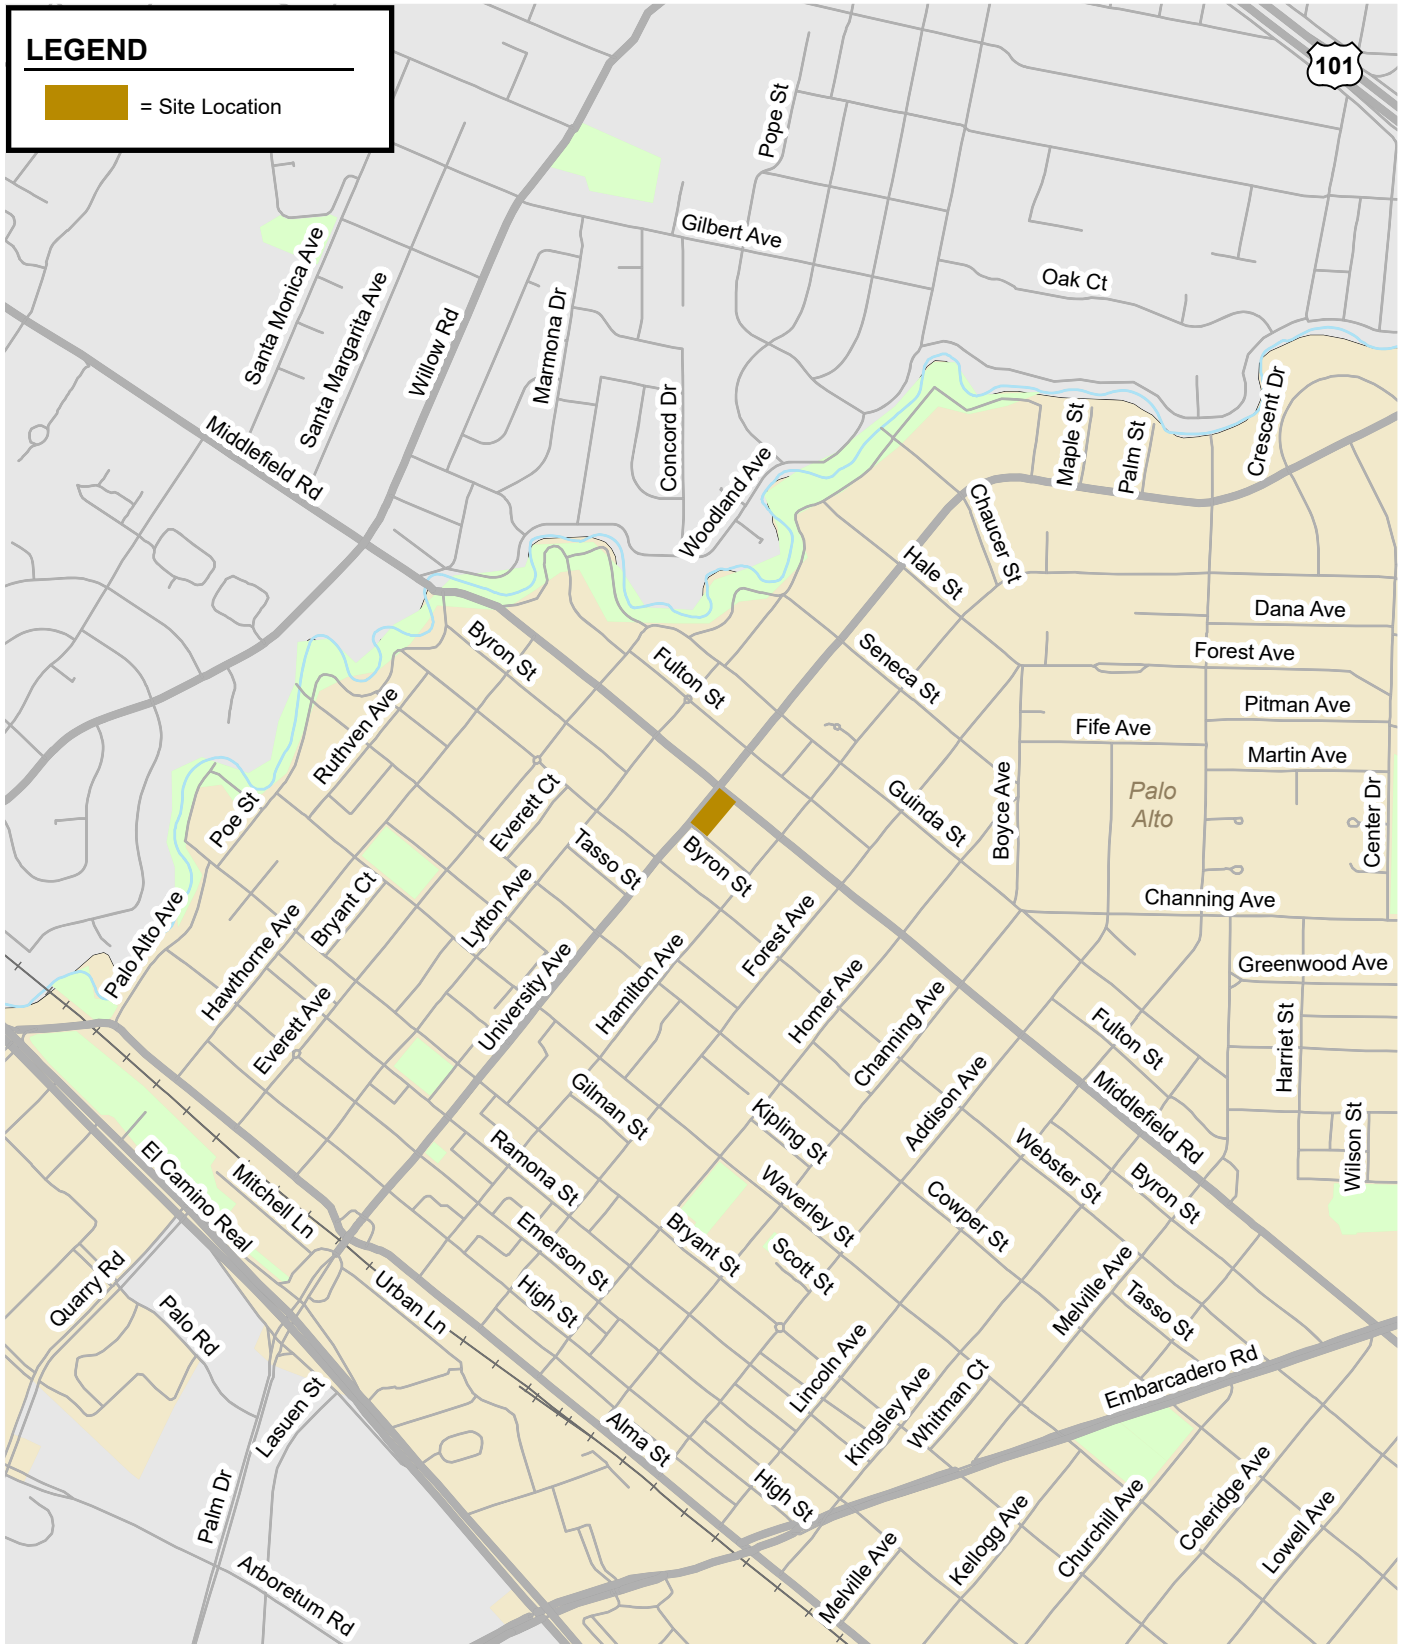 LEGEND
= Site Location
101
Pope St
Gilbert Ave
Oak Ct
Santa Monica Ave
Santa Margarita Ave
Willow Rd
Marmona Dr
Concord Dr
Woodland Ave
Middlefield Rd
Maple St
Palm St
Crescent Dr
Chaucer St
Hale St
Dana Ave
Forest Ave
Seneca St
Byron St
Fulton St
Ruthven Ave
Pitman Ave
Fife Ave
Martin Ave
Palo
Alto
Boyce Ave
Center Dr
Guinda St
Poe St
Everett Ct
Tasso St
Byron St
Channing Ave
Palo Alto Ave
Bryant Ct
Lytton Ave
Hawthorne Ave
Forest Ave
University Ave
Hamilton Ave
Homer Ave
Channing Ave
Greenwood Ave
Everett Ave
Harriet St
Fulton St
Gilman St
Kipling St
Addison Ave
Middlefield Rd
Wilson St
Webster St
Byron St
El Camino Real
Mitchell Ln
Ramona St
Waverley St
Cowper St
Emerson St
Bryant St
Scott St
High St
Quarry Rd
Palo Rd
Urban Ln
Melville Ave
Tasso St
Lincoln Ave
Kingsley Ave
Whitman Ct
Embarcadero Rd
Lasuen St
Alma St
High St
Palm Dr
Arboretum Rd
Melville Ave
Kellogg Ave
Churchill Ave
Coleridge Ave
Lowell Ave